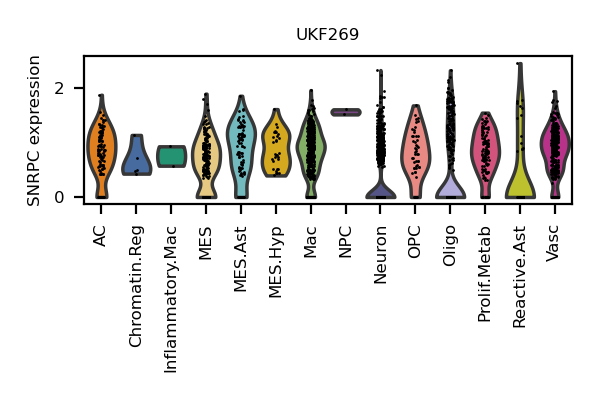 UKF269
SNRPC expression
2
0
AC
Chromatin.Reg
Inflammatory.Mac
MES
MES.Ast
MES.Hyp
Mac
NPC
Neuron
OPC
Oligo
Prolif.Metab
Reactive.Ast
Vasc